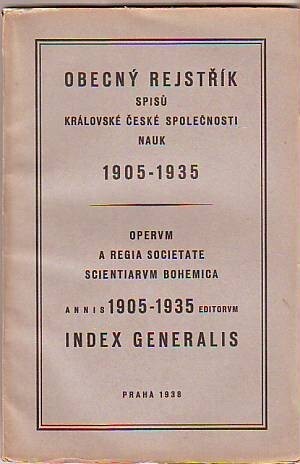 OBECNÝ REJSTŘÍK
SPISŮ
KRÁLOVSKÉ ČESKÉ SPOLEČNOSTI
NAUK
1905-1935
OPERVM
A REGIA SOCIETATE
SCIENTIARVM BOHEMICA
ANNIS 1905-1935 EDITORVM
INDEX GENERALIS
PRAHA 1938